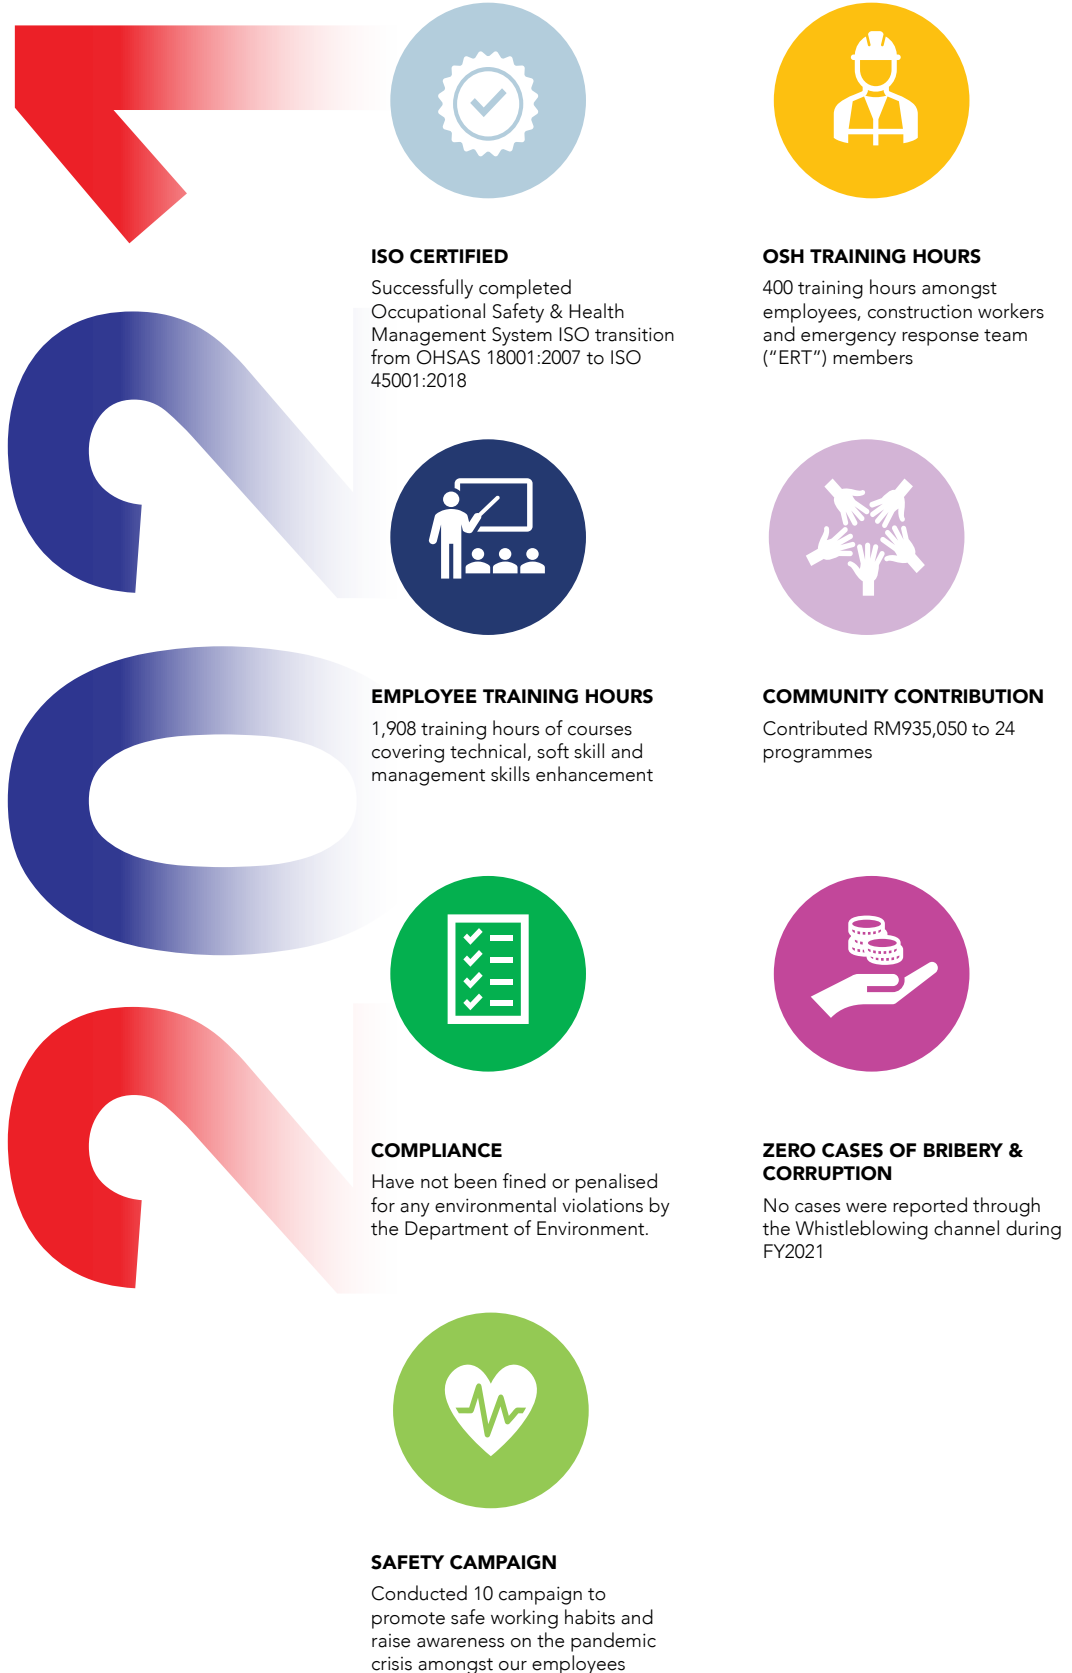 2021
ISO CERTIFIED
Successfully completed
Occupational Safety & Health
Management System ISO transition
from OHSAS 18001:2007 to ISO
45001:2018
OSH TRAINING HOURS
400 training hours amongst
employees, construction workers
and emergency response team
(“ERT”) members
EMPLOYEE TRAINING HOURS
1,908 training hours of courses
covering technical, soft skill and
management skills enhancement
COMMUNITY CONTRIBUTION
Contributed RM935,050 to 24
programmes
COMPLIANCE
Have not been fined or penalised
for any environmental violations by
the Department of Environment.
ZERO CASES OF BRIBERY &
CORRUPTION
No cases were reported through
the Whistleblowing channel during
FY2021
SAFETY CAMPAIGN
Conducted 10 campaign to
promote safe working habits and
raise awareness on the pandemic
crisis amongst our employees